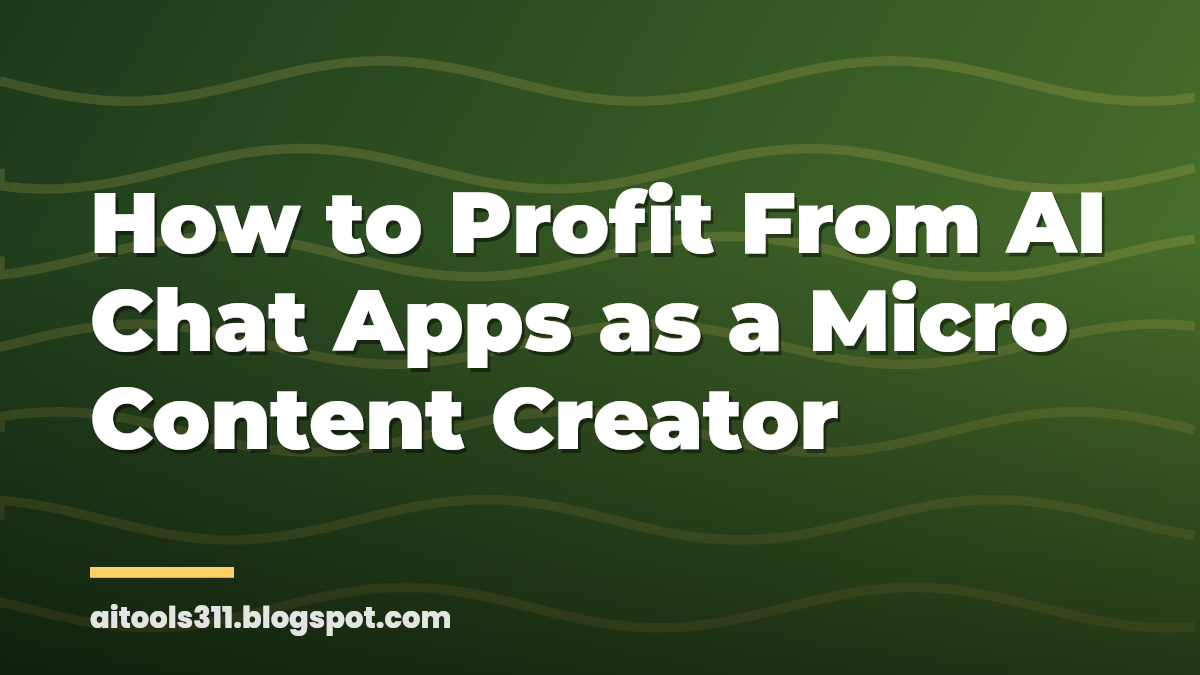 How to Profit From AI
Chat Apps as a Micro
Content Creator
aitools311.blogspot.com